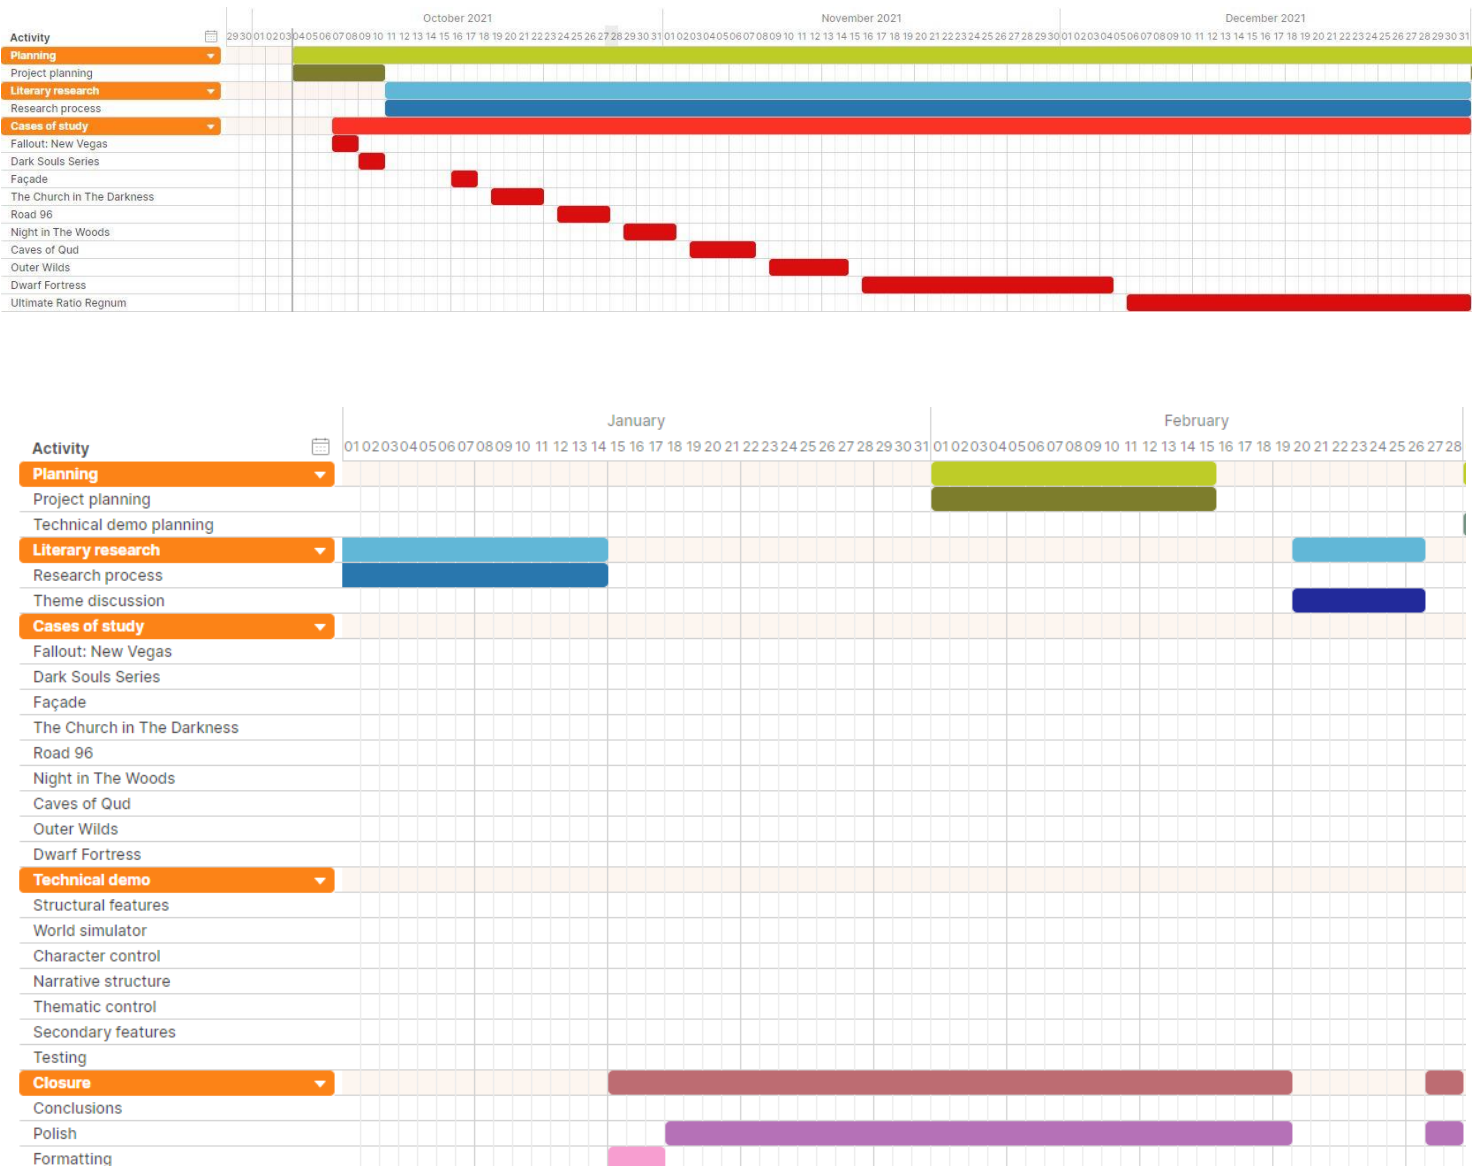 October 2021 November 2021 December 2021
Activity 29 30 01 02 03 04 05 06 07 08 09 10 11 12 13 14 15 16 17 18 19 20 21 22 23 24 25 26 27 28 29 30 31 01 02 03 04 05 06 07 08 09 10 11 12 13 14 15 16 17 18 19 20 21 22 23 24 25 26 27 28 29 30 01 02 03 04 05 06 07 08 09 10 11 12 13 14 15 16 17 18 19 20 21 22 23 24 25 26 27 28 29 30 31
Planning
Project planning
Literary research
Research process
Cases of study
Fallout: New Vegas
Dark Souls Series
Façade
The Church in The Darkness
Road 96
Night in The Woods
Caves of Qud
Outer Wilds
Dwarf Fortress
Ultimate Ratio Regnum
January February
Activity 01 02 03 04 05 06 07 08 09 10 11 12 13 14 15 16 17 18 19 20 21 22 23 24 25 26 27 28 29 30 31 01 02 03 04 05 06 07 08 09 10 11 12 13 14 15 16 17 18 19 20 21 22 23 24 25 26 27 28
Planning
Project planning
Technical demo planning
Literary research
Research process
Theme discussion
Cases of study
Fallout: New Vegas
Dark Souls Series
Façade
The Church in The Darkness
Road 96
Night in The Woods
Caves of Qud
Outer Wilds
Dwarf Fortress
Technical demo
Structural features
World simulator
Character control
Narrative structure
Thematic control
Secondary features
Testing
Closure
Conclusions
Polish
Formatting